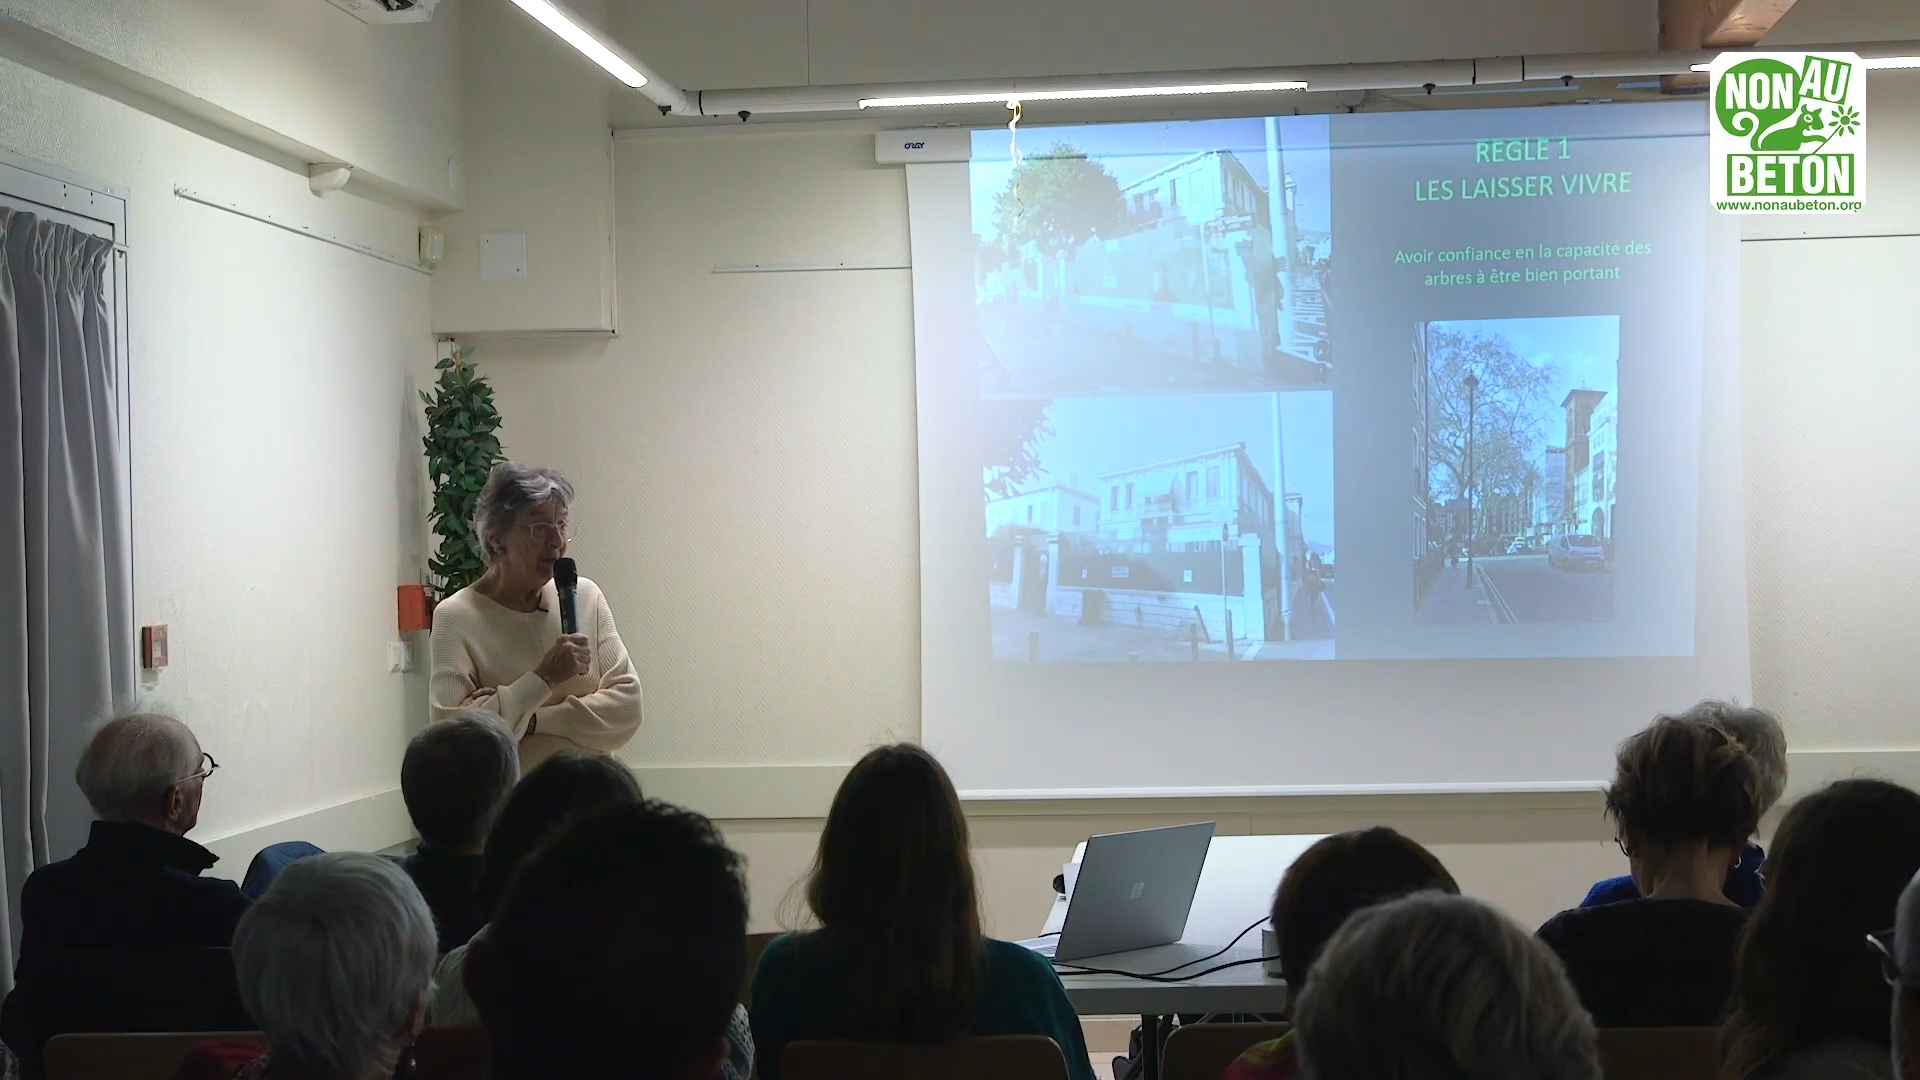 ORAY
REGLE 1
LES LAISSER VIVRE
Avoir confiance en la capacité des
arbres à être bien portant
NON AU
BETON
www.nonaubeton.org